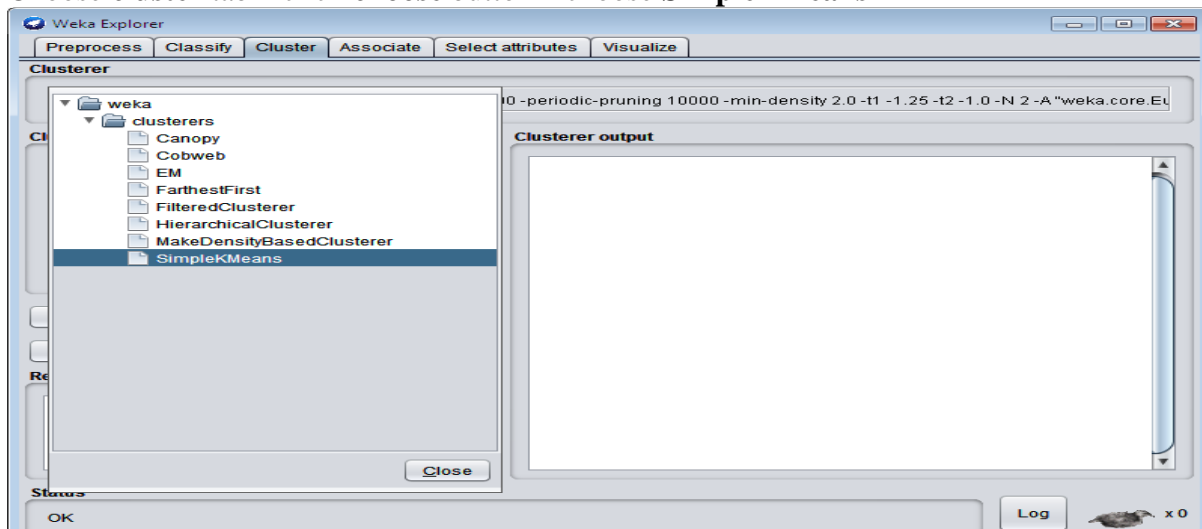 Weka Explorer
Preprocess Classify Cluster Associate Select attributes Visualize
Clusterer
-periodic-pruning 10000 -min-density 2.0 -t1 -1.25 -t2 -1.0 -N 2 -A "weka.core.Eu
weka
clusterers
Canopy
Cobweb
EM
FarthestFirst
FilteredClusterer
HierarchicalClusterer
MakeDensityBasedClusterer
SimpleKMeans
Close
Clusterer output
Status
OK
Log
x 0